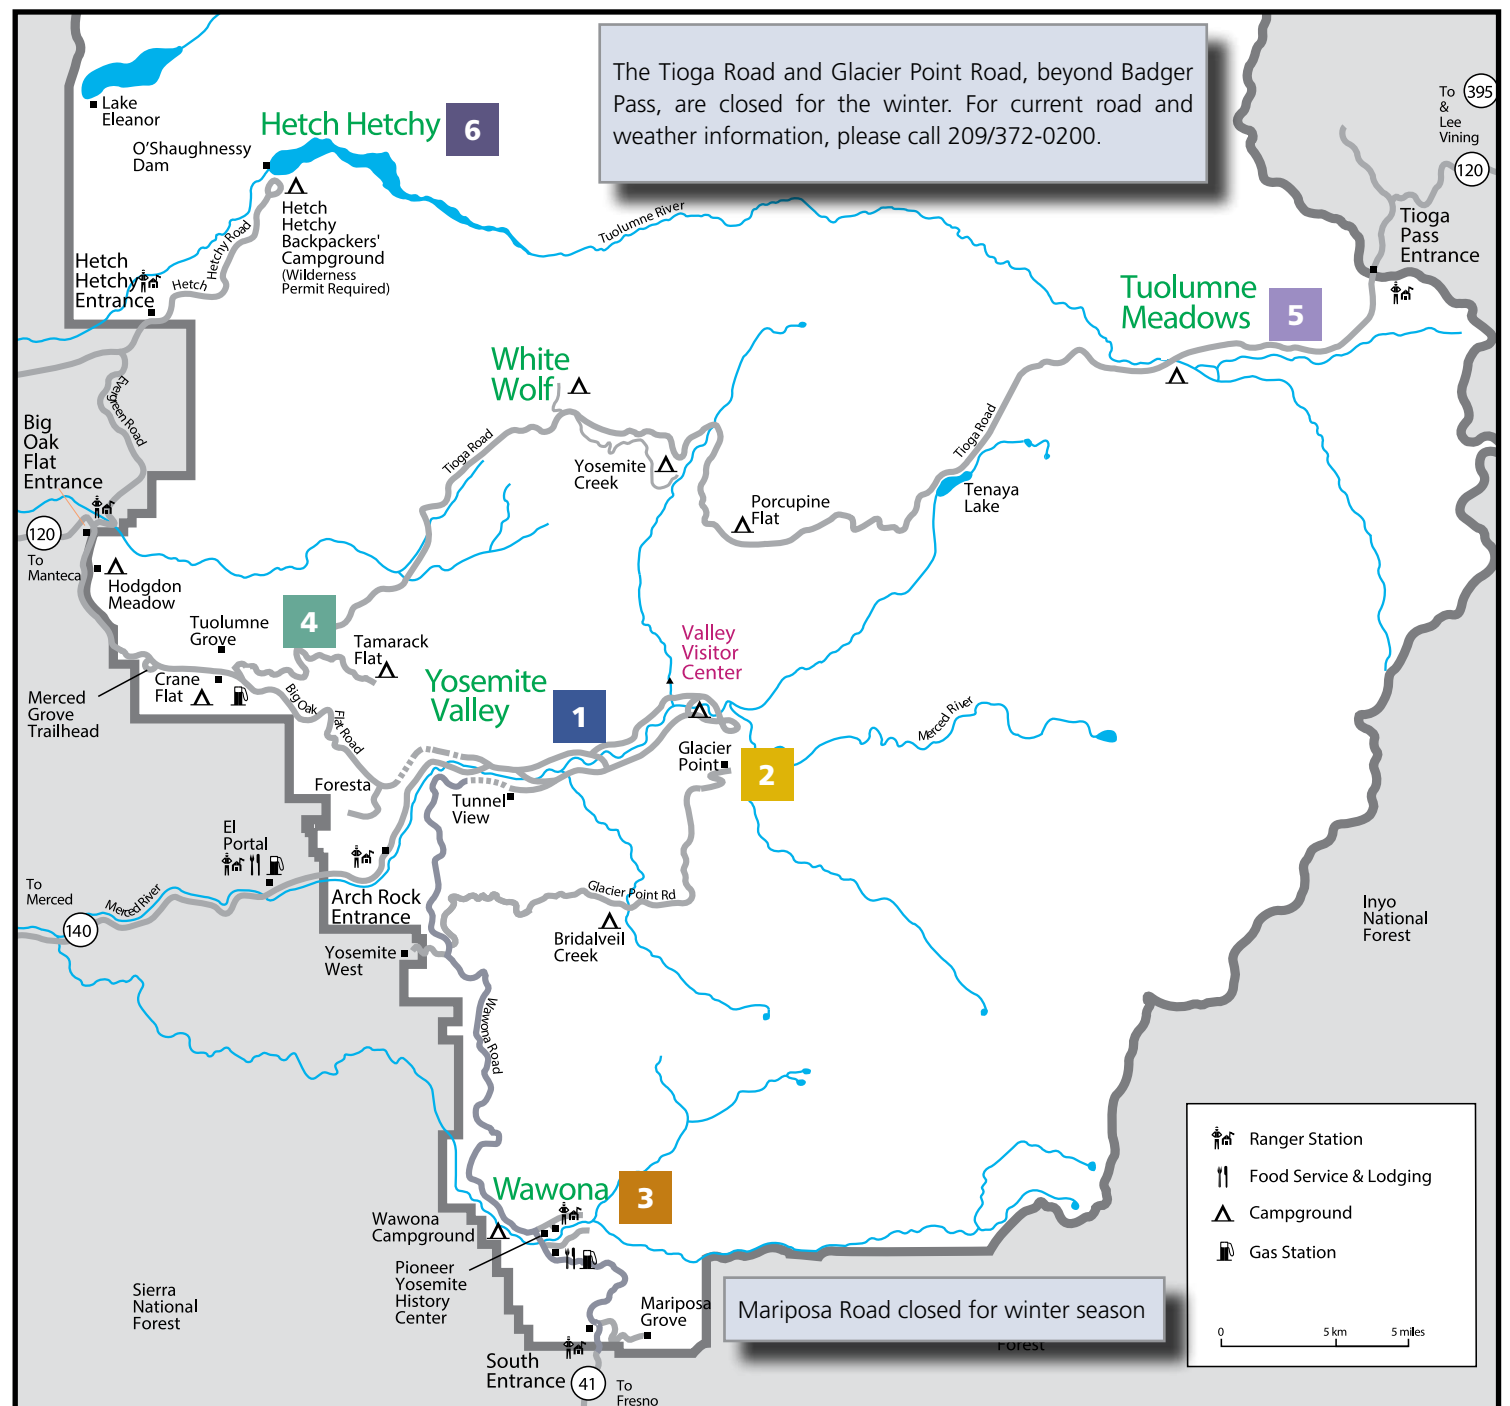 The Tioga Road and Glacier Point Road, beyond Badger
Pass, are closed for the winter. For current road and
weather information, please call 209/372-0200.
To
&
Lee
Vining
395
120
Lake
Eleanor
Hetch Hetchy
6
O'Shaughnessy
Dam
Hetch
Hetchy
Backpackers'
Campground
(Wilderness
Permit Required)
Hetch
Hetchy Road
Hetch
Hetchy
Entrance
Tuolumne River
Tioga
Pass
Entrance
Tuolumne
Meadows
5
White
Wolf
Evergreen Road
Big
Oak
Flat
Entrance
120
To
Manteca
Hodgdon
Meadow
Tioga Road
Yosemite
Creek
Porcupine
Flat
Tioga Road
Tenaya
Lake
Tuolumne
Grove
4
Tamarack
Flat
Crane
Flat
Merced
Grove
Trailhead
Big Oak
Flat Road
Yosemite
Valley
1
Valley
Visitor
Center
Merced River
Glacier
Point
2
Foresta
Tunnel
View
El
Portal
To
Merced
Merced River
140
Arch Rock
Entrance
Glacier Point Rd
Bridalveil
Creek
Yosemite
West
Inyo
National
Forest
Wawona Road
Wawona
3
Wawona
Campground
Pioneer
Yosemite
History
Center
Sierra
National
Forest
Mariposa
Grove
Mariposa Road closed for winter season
Forest
South
Entrance
41
To
Fresno
Ranger Station
Food Service & Lodging
Campground
Gas Station
0
5 km
5 miles